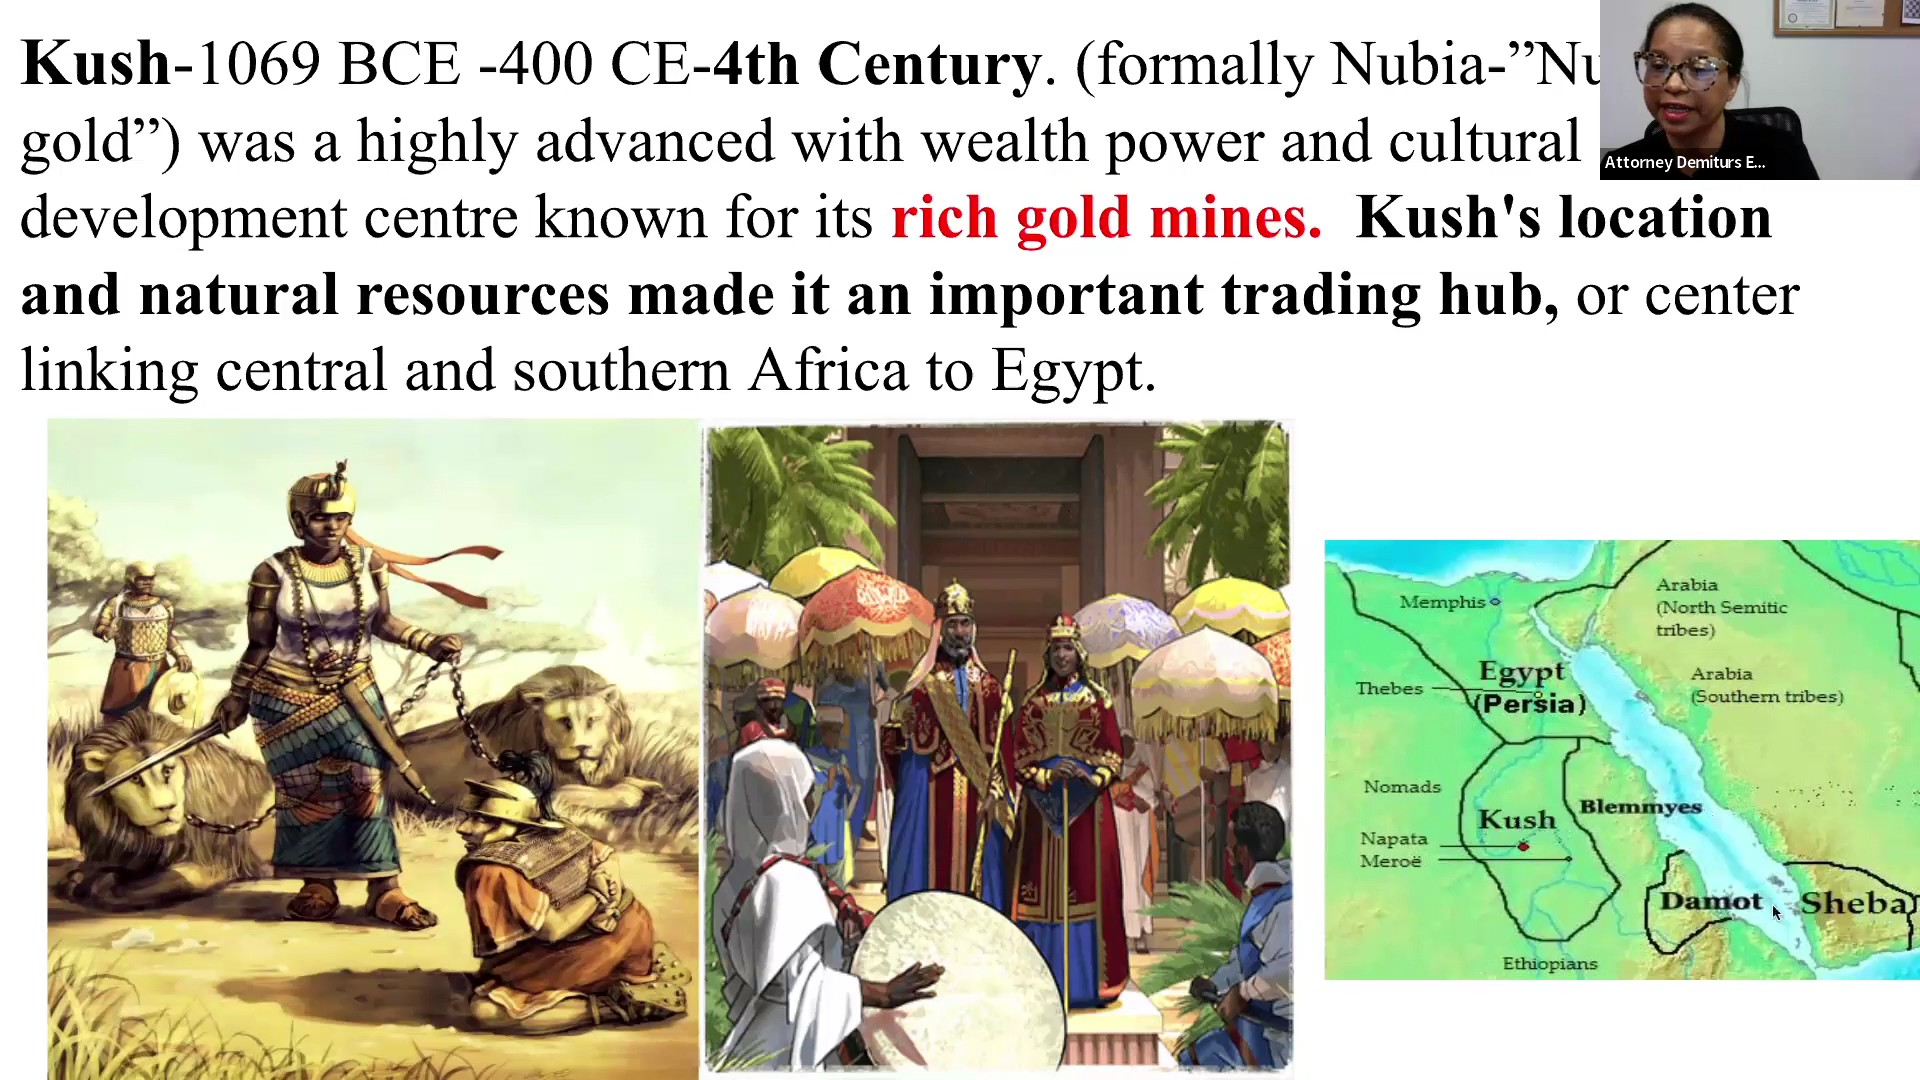 Kush-1069 BCE -400 CE-4th Century. (formally Nubia-”Nu
gold”) was a highly advanced with wealth power and cultural
development centre known for its rich gold mines.  Kush's location
and natural resources made it an important trading hub, or center
linking central and southern Africa to Egypt.
Attorney Demiturs E...
Arabia
(North Semitic
tribes)
Memphis
Egypt
(Persia)
Thebes
Arabia
(Southern tribes)
Nomads
Kush
Blemmyes
Napata
Meroë
Damot
Sheba
Ethiopians